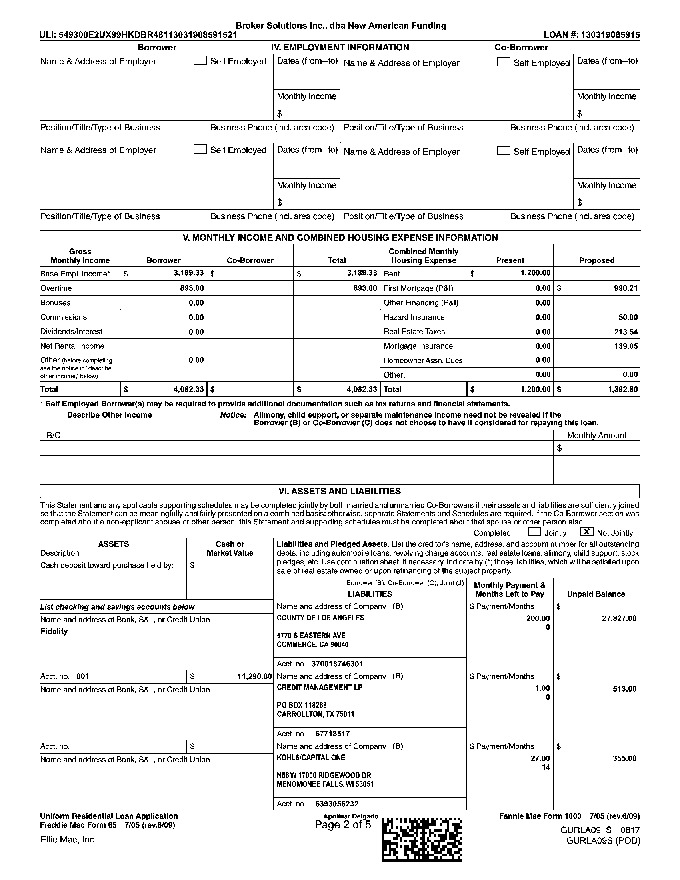 Broker Solutions Inc., dba New American Funding
ULI: 549300E2UX99HKDBR481130319085915​21 LOAN #: 130319085915
Borrower IV. EMPLOYMENT INFORMATION Co-Borrower
Name & Address of Employer Self Employed Dates (from–to) Name & Address of Employer Self Employed Dates (from–to)
Monthly Income Monthly Income
$ $
Position/Title/Type of Business Business Phone (incl. area code) Position/Title/Type of Business Business Phone (incl. area code)
Name & Address of Employer Self Employed Dates (from–to) Name & Address of Employer Self Employed Dates (from–to)
Monthly Income Monthly Income
$ $
Position/Title/Type of Business Business Phone (incl. area code) Position/Title/Type of Business Business Phone (incl. area code)
V. MONTHLY INCOME AND COMBINED HOUSING EXPENSE INFORMATION
Gross Monthly Income Borrower Co-Borrower Total Combined Monthly Housing Expense Present Proposed
Base Empl. Income* $ 3,189.33 $ $ 3,189.33 Rent $ 1,200.00
Overtime 893.00 893.00 First Mortgage (P&I) 0.00 $ 990.21
Bonuses 0.00 Other Financing (P&I) 0.00
Commissions 0.00 Hazard Insurance 0.00 50.00
Dividends/Interest 0.00 Real Estate Taxes 0.00 213.54
Net Rental Income Mortgage Insurance 0.00 139.05
Other (before completing, see the notice in "describe other income," below) 0.00 Homeowner Assn. Dues 0.00
Other: 0.00 0.00
Total $ 4,082.33 $ $ 4,082.33 Total $ 1,200.00 $ 1,392.80
* Self Employed Borrower(s) may be required to provide additional documentation such as tax returns and financial statements.
Describe Other Income Notice: Alimony, child support, or separate maintenance income need not be revealed if the
Borrower (B) or Co-Borrower (C) does not choose to have it considered for repaying this loan.
B/C Monthly Amount
$
VI. ASSETS AND LIABILITIES
This Statement and any applicable supporting schedules may be completed jointly by both married and unmarried Co-Borrowers if their assets and liabilities are sufficiently joined
so that the Statement can be meaningfully and fairly presented on a combined basis; otherwise, separate Statements and Schedules are required. If the Co-Borrower section was
completed about a non-applicant spouse or other person, this Statement and supporting schedules must be completed about that spouse or other person also.
Completed Jointly X Not Jointly
ASSETS Cash or Market Value
Description
Cash deposit toward purchase held by: $
Liabilities and Pledged Assets. List the creditor's name, address, and account number for all outstanding
debts, including automobile loans, revolving charge accounts, real estate loans, alimony, child support, stock
pledges, etc. Use continuation sheet, if necessary. Indicate by (*) those liabilities, which will be satisfied upon
sale of real estate owned or upon refinancing of the subject property.
Borrower (B), Co-Borrower (C), Joint (J)
LIABILITIES Monthly Payment & Months Left to Pay Unpaid Balance
List checking and savings accounts below
Name and address of Bank, S&L, or Credit Union
Fidelity
Acct. no. 001 $ 11,290.80
Name and address of Company (B) $ Payment/Months $
COUNTY OF LOS ANGELES 200.00 27,827.00
0
4770 S EASTERN AVE
COMMERCE, CA 90040
Acct. no. 370018746301
Name and address of Bank, S&L, or Credit Union
Acct. no. $
Name and address of Company (B) $ Payment/Months $
CREDIT MANAGEMENT LP 1.00 513.00
0
PO BOX 118288
CARROLLTON, TX 75011
Acct. no. 67718517
Name and address of Bank, S&L, or Credit Union
Name and address of Company (B) $ Payment/Months $
KOHLS/CAPITAL ONE 27.00 355.00
14
N56W 17000 RIDGEWOOD DR
MENOMONEE FALLS, WI 53051
Acct. no. 6393056232
Uniform Residential Loan Application
Freddie Mac Form 65 7/05 (rev.6/09)
Apolinar Delgado
Page 2 of 5
Fannie Mae Form 1003 7/05 (rev.6/09)
Ellie Mae, Inc.
GURLA09_S 0817
GURLA09S (POD)